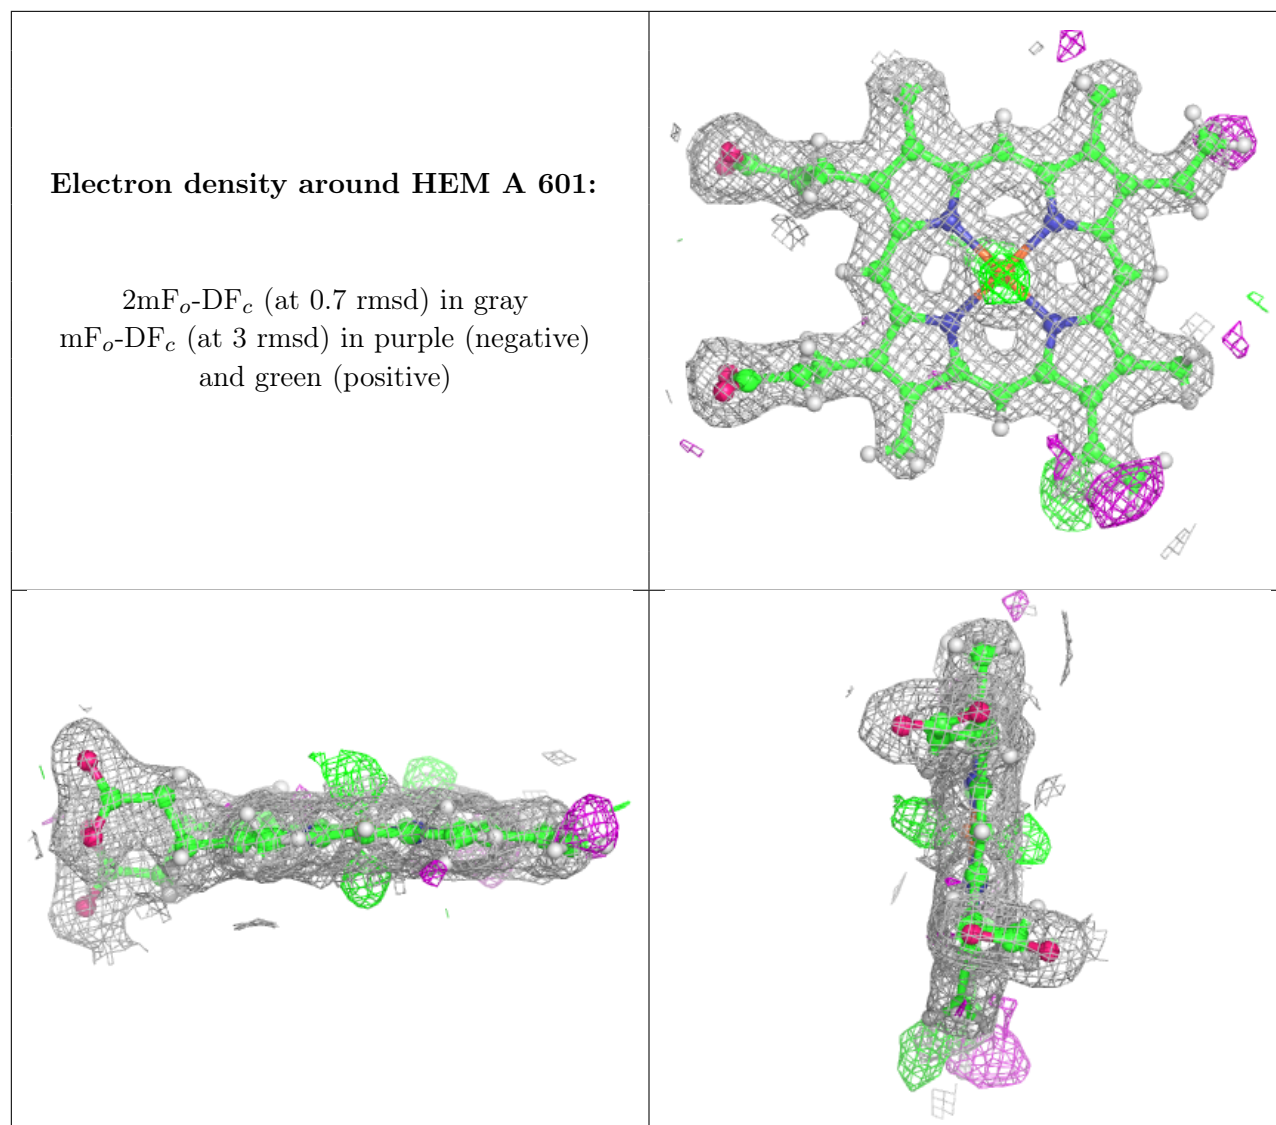 Electron density around HEM A 601:
2mFo-DFc (at 0.7 rmsd) in gray
mFo-DFc (at 3 rmsd) in purple (negative)
and green (positive)